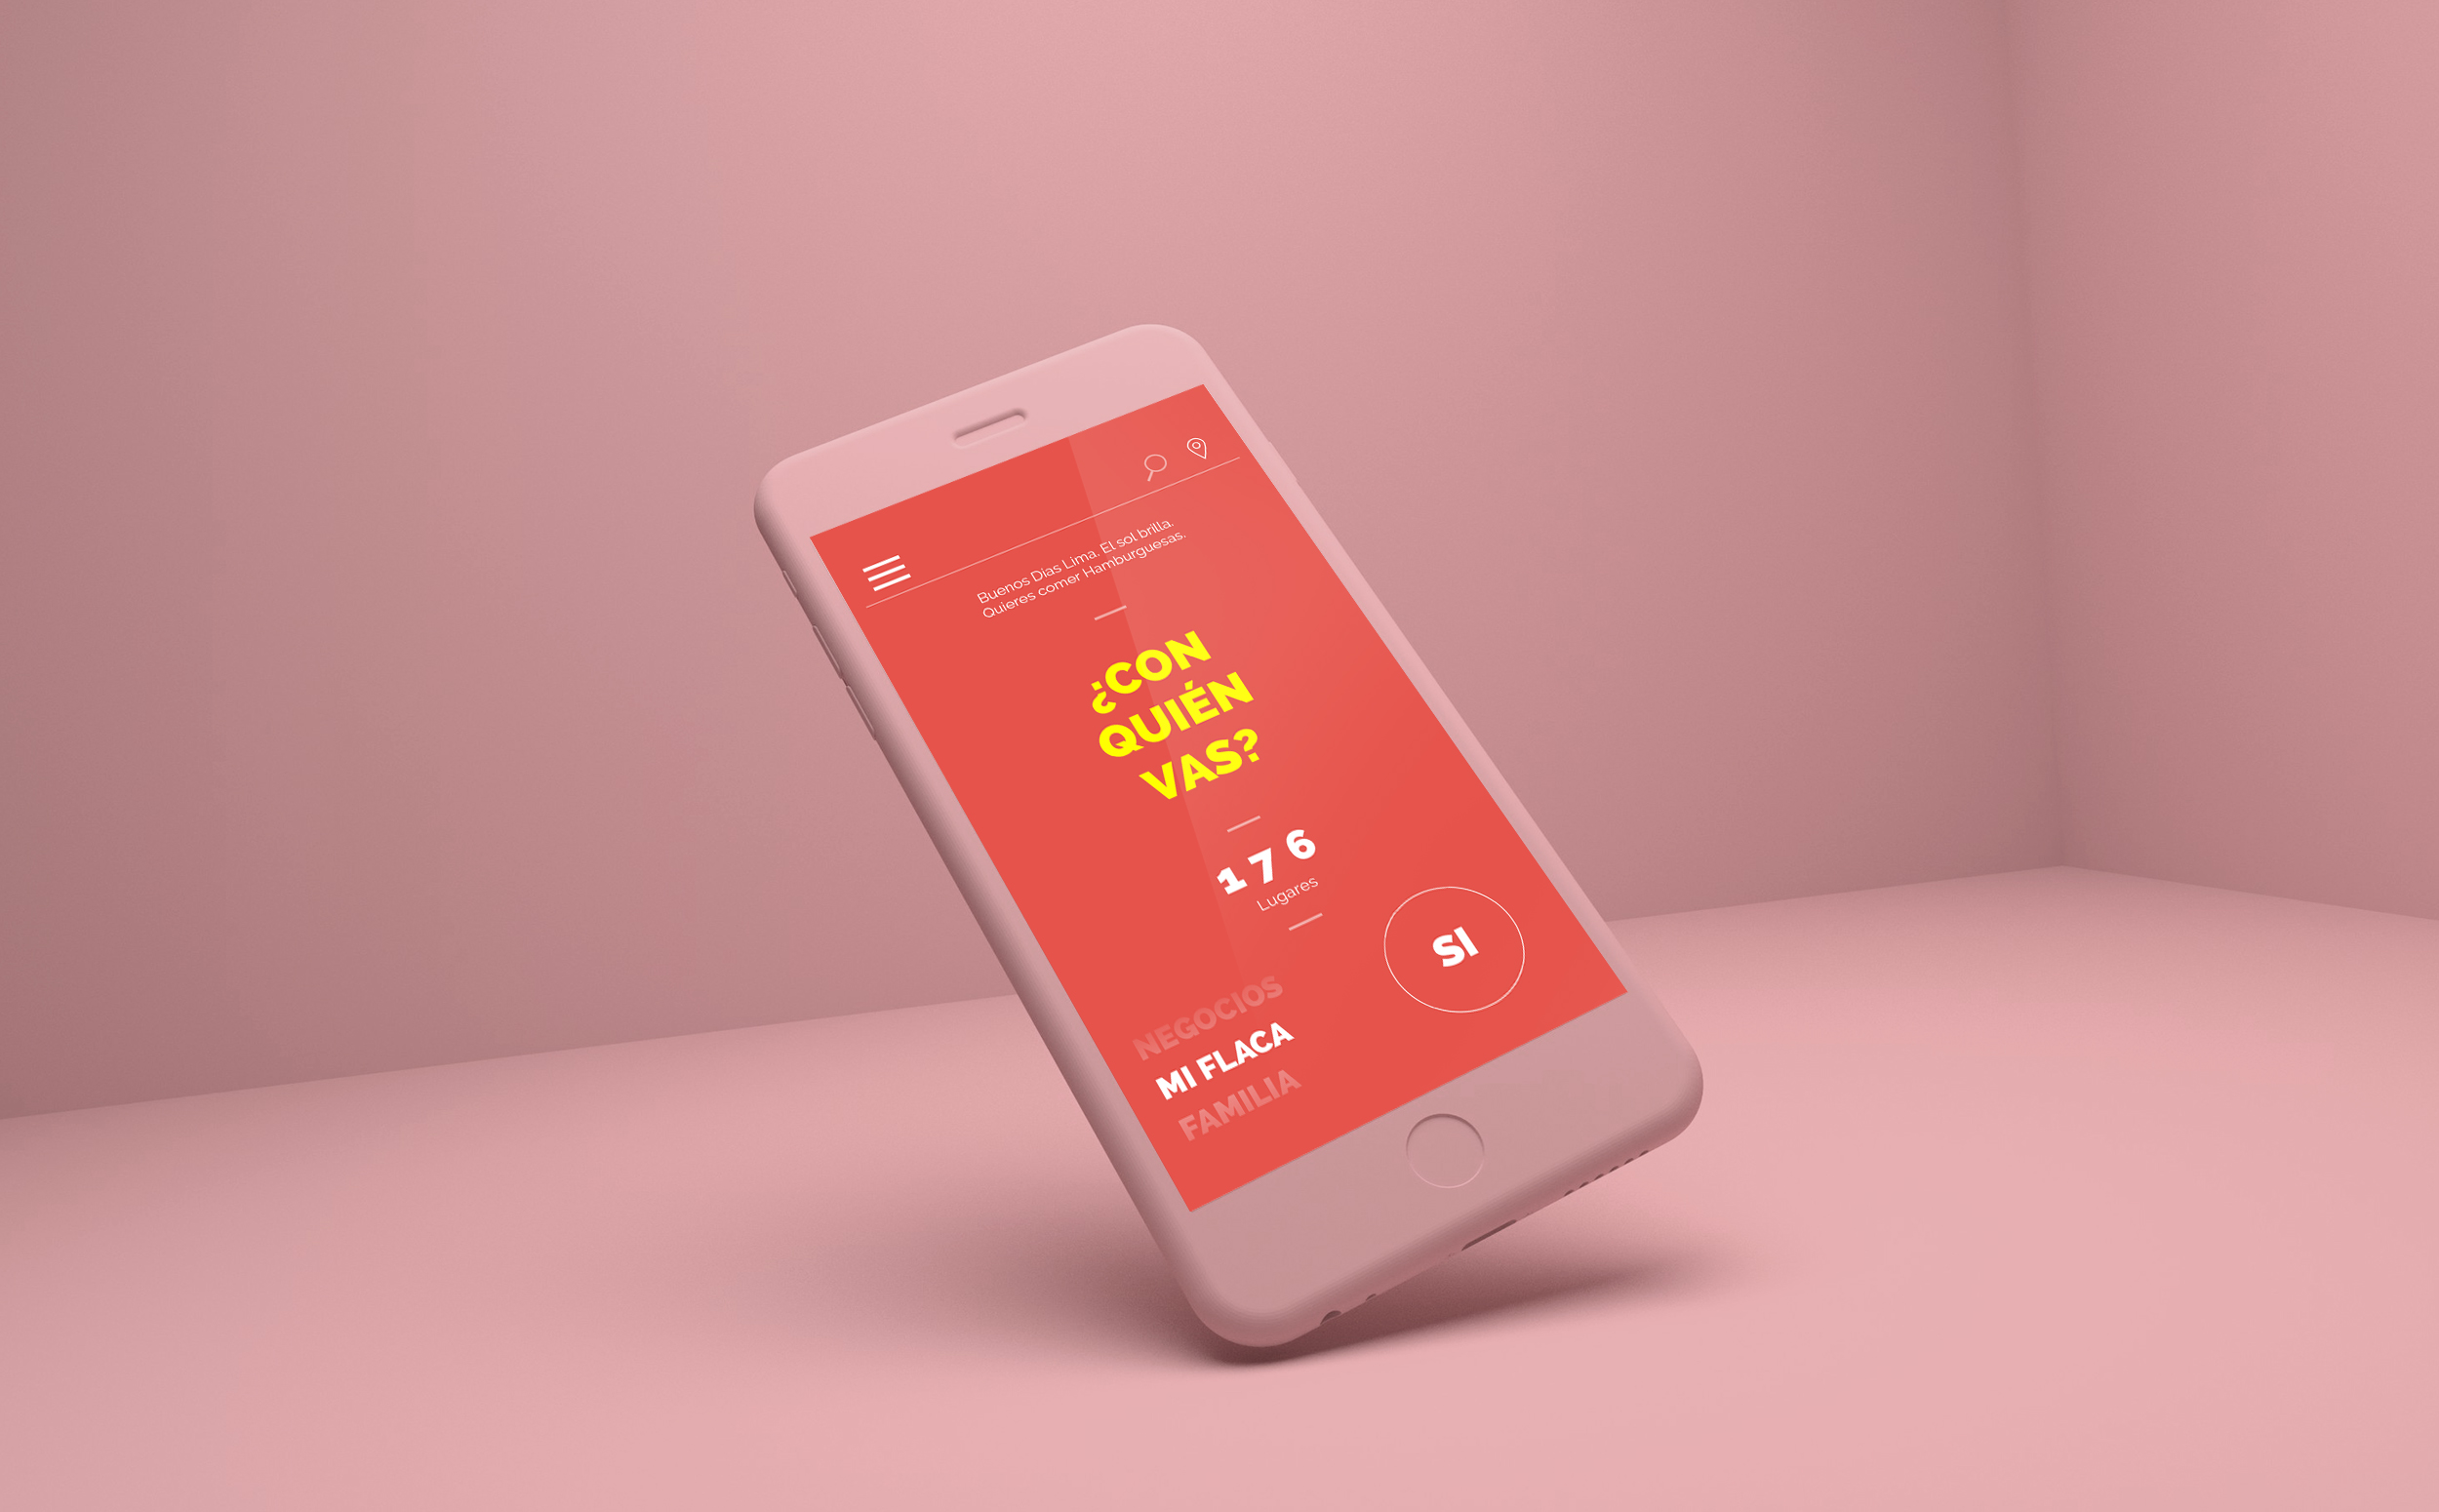 Buenos Dias Lima. El sol brilla.
Quieres comer Hamburguesas.
¿CON
QUIÉN
VAS?
176
Lugares
SI
NEGOCIOS
MI FLACA
FAMILIA